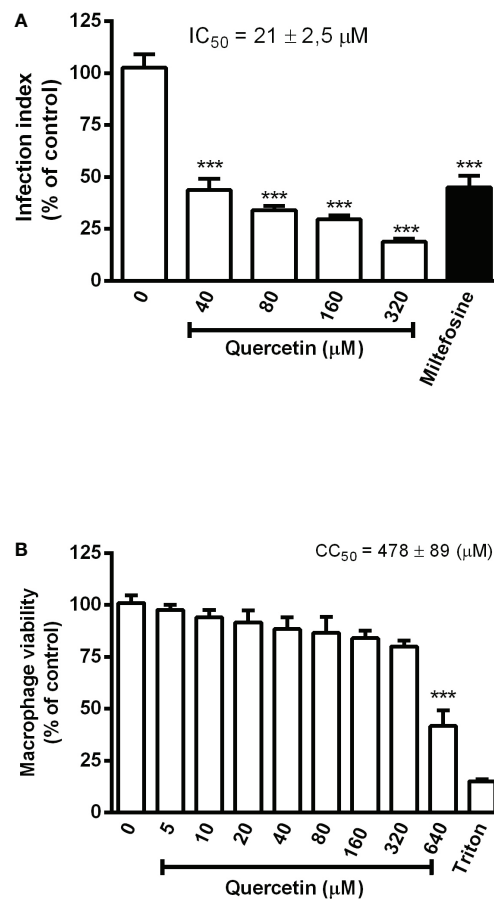 A
IC50 = 21 ± 2,5 µM
Infection index
(% of control)
125
100
75
50
25
0
***
***
***
***
***
0
40
80
160
320
Miltefosine
Quercetin (µM)
B
CC50 = 478 ± 89 (µM)
Macrophage viability
(% of control)
125
100
75
50
25
0
***
0
5
10
20
40
80
160
320
640
Triton
Quercetin (µM)